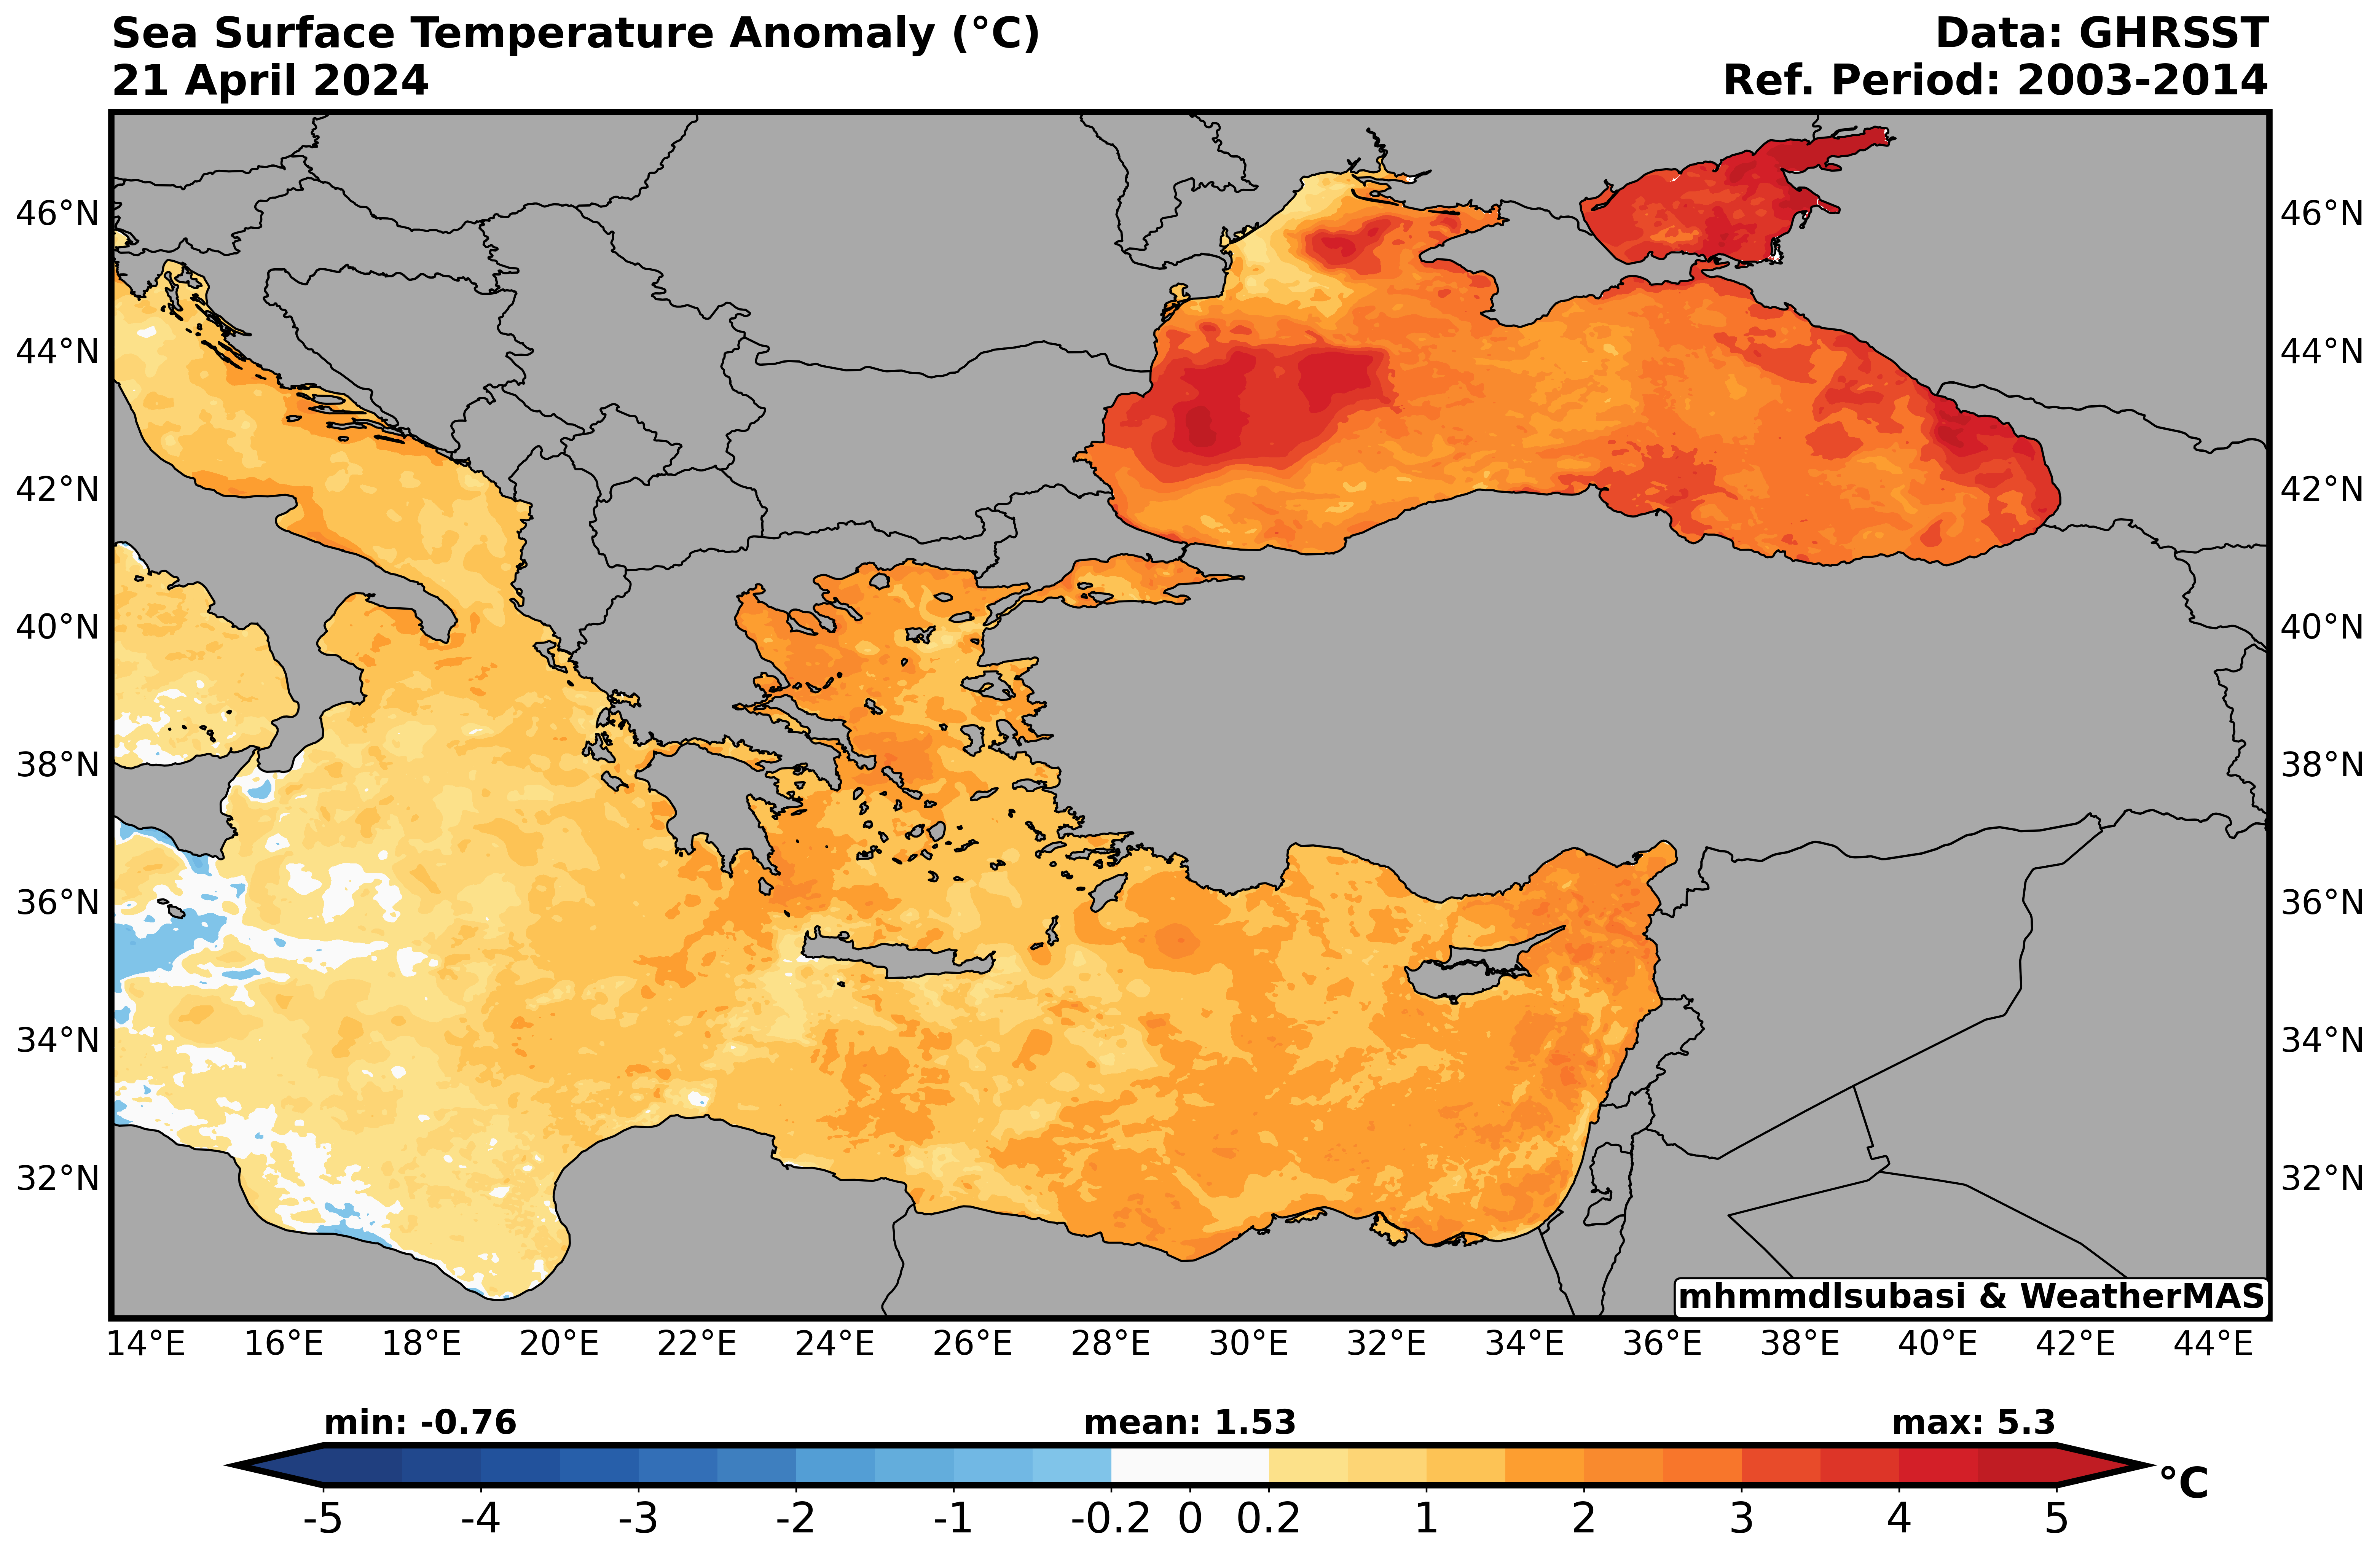 Sea Surface Temperature Anomaly (°C)
21 April 2024
Data: GHRSST
Ref. Period: 2003-2014
46°N 46°N
44°N 44°N
42°N 42°N
40°N 40°N
38°N 38°N
36°N 36°N
34°N 34°N
32°N 32°N
mhmmdlsubasi & WeatherMAS
14°E 16°E 18°E 20°E 22°E 24°E 26°E 28°E 30°E 32°E 34°E 36°E 38°E 40°E 42°E 44°E
min: -0.76 mean: 1.53 max: 5.3
°C
-5 -4 -3 -2 -1 -0.2 0 0.2 1 2 3 4 5